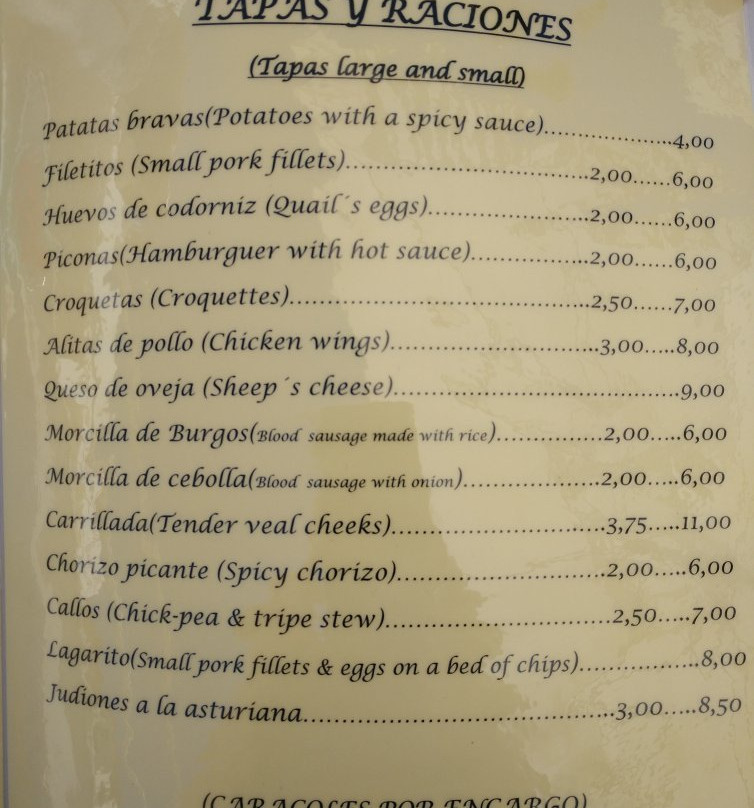 TAPAS Y RACIONES
(Tapas large and small)
Patatas bravas(Potatoes with a spicy sauce).....................4,00
Filetitos (Small pork fillets).......................................2,00......6,00
Huevos de codorniz (Quail´s eggs)..........................2,00......6,00
Piconas(Hamburguer with hot sauce)...................2,00......6,00
Croquetas (Croquettes)................................................2,50......7,00
Alitas de pollo (Chicken wings)..................................3,00.....8,00
Queso de oveja (Sheep´s cheese)..............................................9,00
Morcilla de Burgos(Blood sausage made with rice)................2,00.....6,00
Morcilla de cebolla(Blood sausage with onion).....................2,00.....6,00
Carrillada(Tender veal cheeks)...................................3,75.....11,00
Chorizo picante (Spicy chorizo)..................................2,00.....6,00
Callos (Chick-pea & tripe stew)....................................2,50.....7,00
Lagarito(Small pork fillets & eggs on a bed of chips)..................8,00
Judiones a la asturiana..................................................3,00.....8,50
(CARACOLES POR ENCARGO)